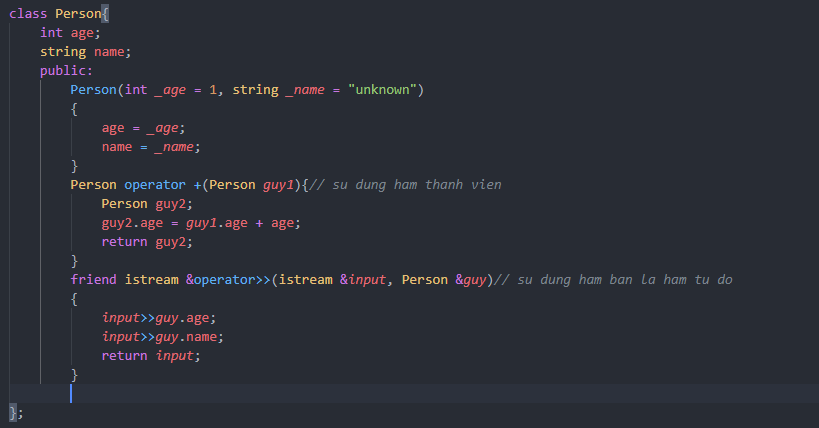 class Person{
    int age;
    string name;
    public:
        Person(int _age = 1, string _name = "unknown")
        {
            age = _age;
            name = _name;
        }
        Person operator +(Person guy1){// su dung ham thanh vien
            Person guy2;
            guy2.age = guy1.age + age;
            return guy2;
        }
        friend istream &operator>>(istream &input, Person &guy)// su dung ham ban la ham tu do
        {
            input>>guy.age;
            input>>guy.name;
            return input;
        }
};